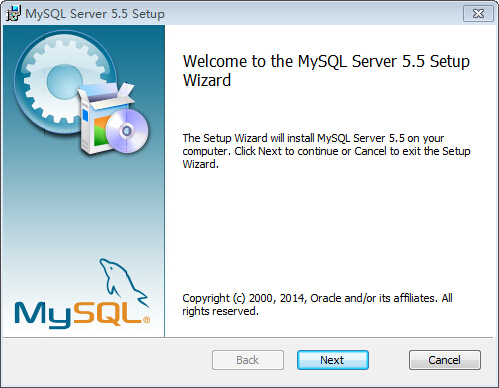 MySQL Server 5.5 Setup
Welcome to the MySQL Server 5.5 Setup
Wizard
The Setup Wizard will install MySQL Server 5.5 on your
computer. Click Next to continue or Cancel to exit the Setup
Wizard.
MySQL®
Copyright (c) 2000, 2014, Oracle and/or its affiliates. All
rights reserved.
Back
Next
Cancel